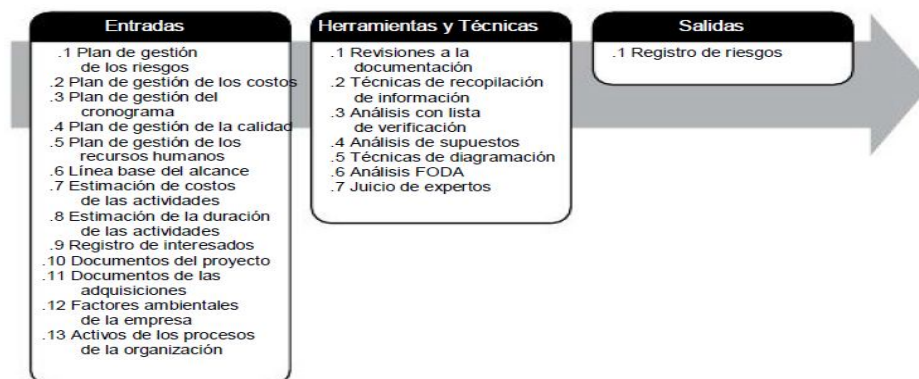 Entradas
.1 Plan de gestión
de los riesgos
.2 Plan de gestión de los costos
.3 Plan de gestión del
cronograma
.4 Plan de gestión de la calidad
.5 Plan de gestión de los
recursos humanos
.6 Línea base del alcance
.7 Estimación de costos
de las actividades
.8 Estimación de la duración
de las actividades
.9 Registro de interesados
.10 Documentos del proyecto
.11 Documentos de las
adquisiciones
.12 Factores ambientales
de la empresa
.13 Activos de los procesos
de la organización
Herramientas y Técnicas
.1 Revisiones a la
documentación
.2 Técnicas de recopilación
de información
.3 Análisis con lista
de verificación
.4 Análisis de supuestos
.5 Técnicas de diagramación
.6 Análisis FODA
.7 Juicio de expertos
Salidas
.1 Registro de riesgos